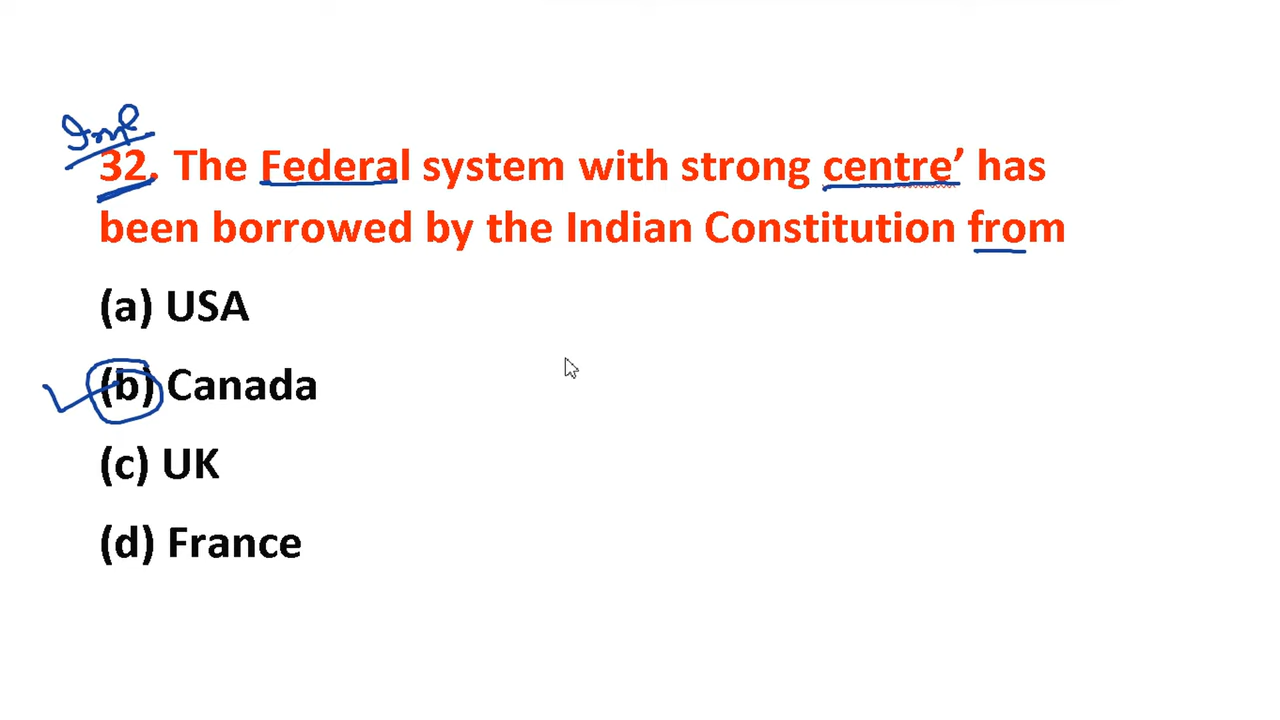 Imp
32. The Federal system with strong centre’ has
been borrowed by the Indian Constitution from
(a) USA
(b) Canada
(c) UK
(d) France